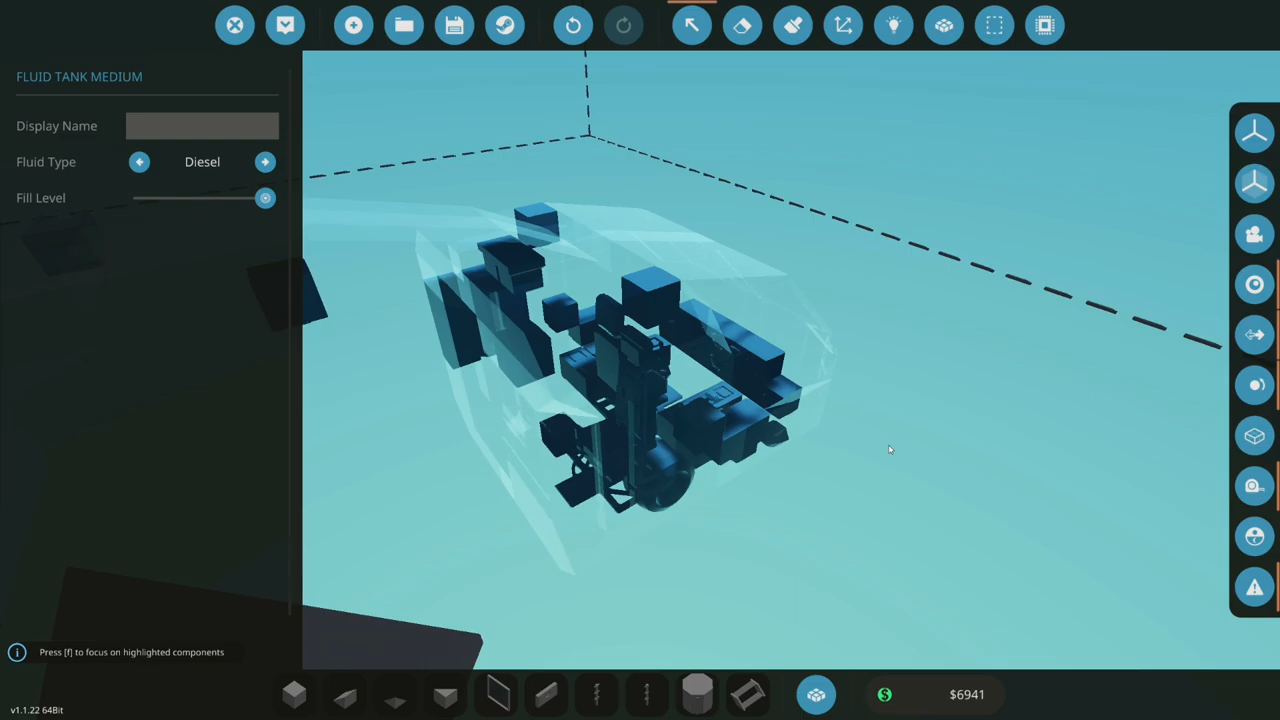 FLUID TANK MEDIUM
Display Name
Fluid Type Diesel
Fill Level
Press [f] to focus on highlighted components
$ $6941
v1.1.22 64Bit